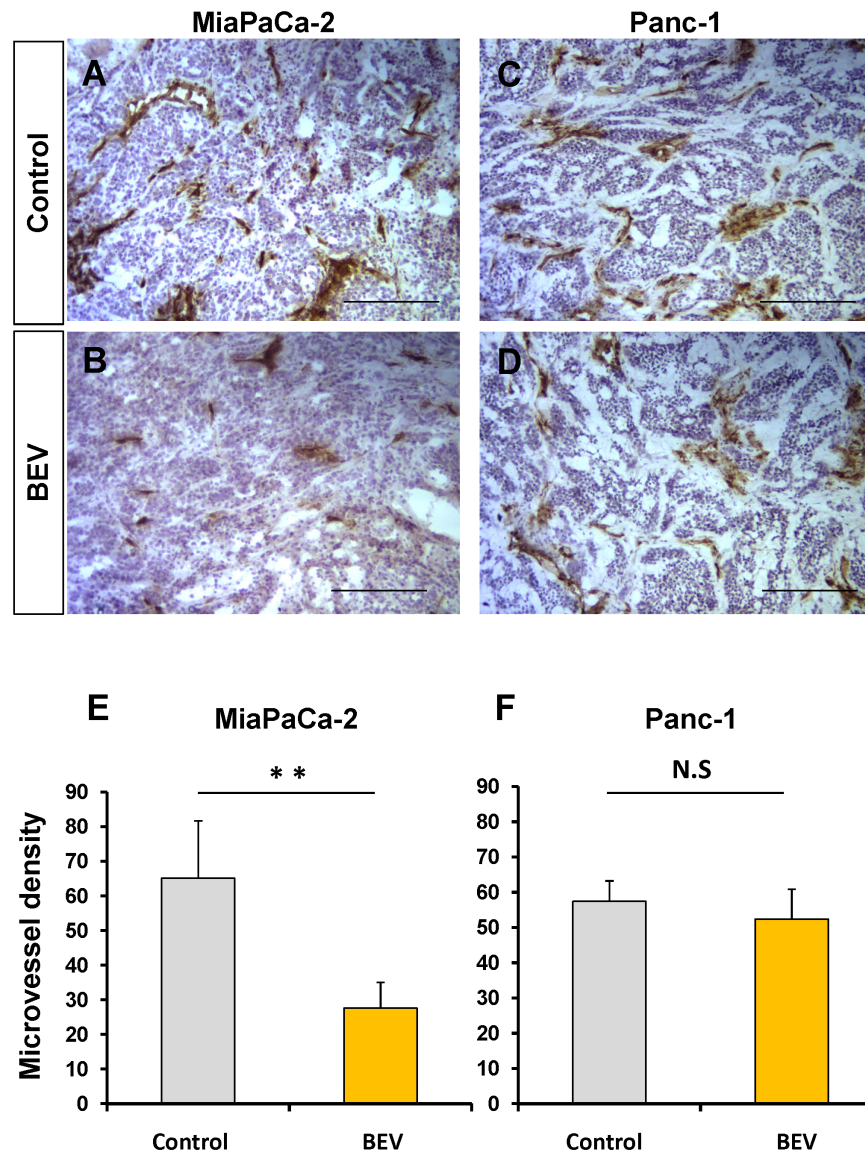 MiaPaCa-2
Panc-1
Control
A
C
BEV
B
D
E
MiaPaCa-2
F
Panc-1
* *
N.S
Microvessel density
90
80
70
60
50
40
30
20
10
0
Control
BEV
90
80
70
60
50
40
30
20
10
0
Control
BEV